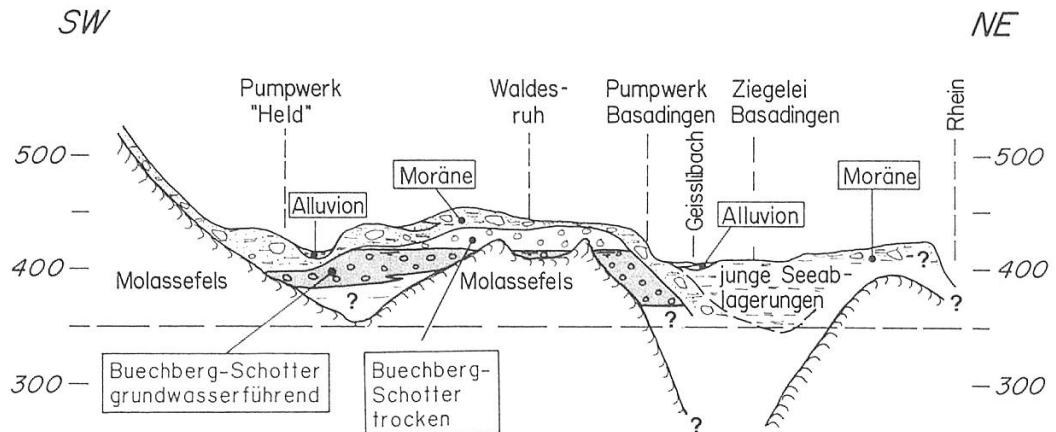 SW
NE
Pumpwerk
"Held"
Waldes-
ruh
Pumpwerk
Basadingen
Geisslibach
Ziegelei
Basadingen
Rhein
500
500
Moräne
Moräne
Alluvion
Alluvion
400
400
Molassefels
Molassefels
junge Seeab-
lagerungen
?
?
?
?
?
Buechberg-Schotter
grundwasserführend
Buechberg-
Schotter
trocken
300
300